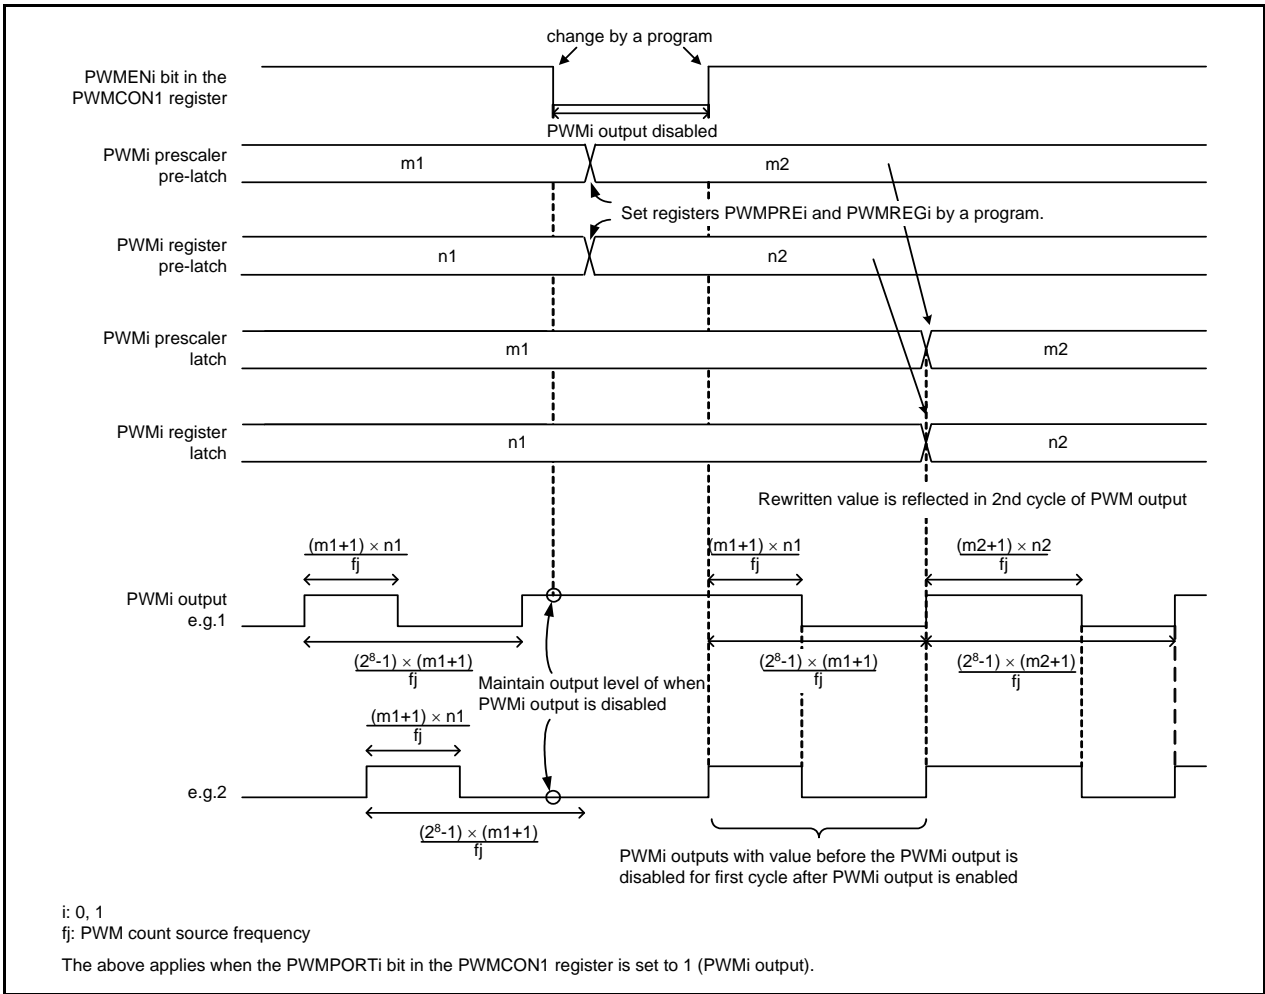 change by a program
PWMENi bit in the
PWMCON1 register
PWMi output disabled
PWMi prescaler
pre-latch
m1
m2
Set registers PWMPREi and PWMREGi by a program.
PWMi register
pre-latch
n1
n2
PWMi prescaler
latch
m1
m2
PWMi register
latch
n1
n2
Rewritten value is reflected in 2nd cycle of PWM output
(m1+1) × n1
fj
(m1+1) × n1
fj
(m2+1) × n2
fj
PWMi output
e.g.1
(2⁸-1) × (m1+1)
fj
(2⁸-1) × (m1+1)
fj
(2⁸-1) × (m2+1)
fj
Maintain output level of when
PWMi output is disabled
(m1+1) × n1
fj
e.g.2
(2⁸-1) × (m1+1)
fj
PWMi outputs with value before the PWMi output is
disabled for first cycle after PWMi output is enabled
i: 0, 1
fj: PWM count source frequency
The above applies when the PWMPORTi bit in the PWMCON1 register is set to 1 (PWMi output).